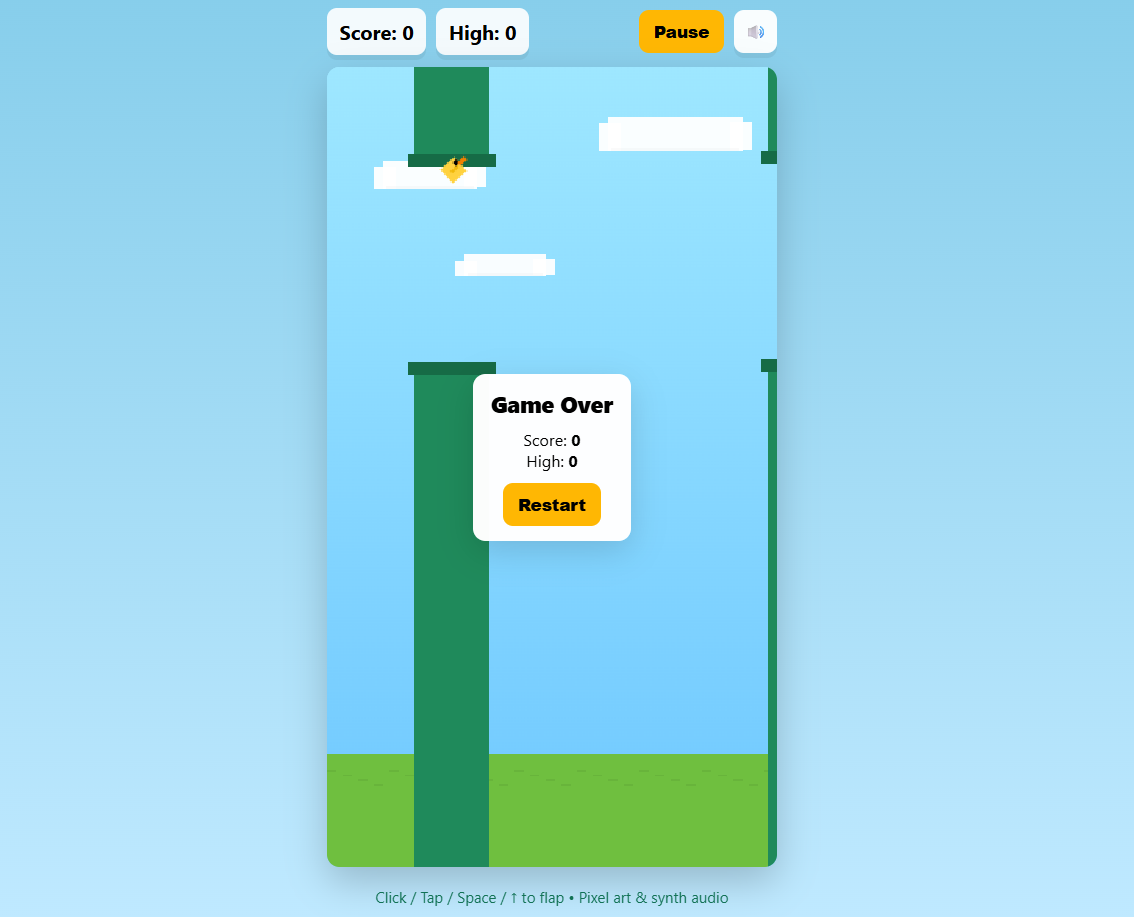 Score: 0 High: 0 Pause
Game Over
Score: 0
High: 0
Restart
Click / Tap / Space / ↑ to flap • Pixel art & synth audio